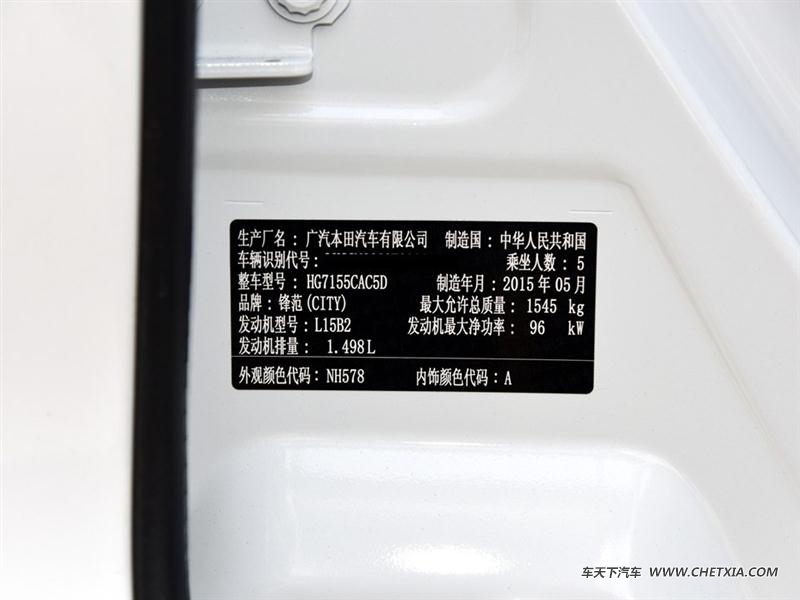 生产厂名：广汽本田汽车有限公司 制造国：中华人民共和国
车辆识别代号： 乘坐人数：5
整车型号：HG7155CAC5D 制造年月：2015年05月
品牌：锋范(CITY) 最大允许总质量：1545 kg
发动机型号：L15B2 发动机最大净功率：96 kW
发动机排量：1.498L
外观颜色代码：NH578 内饰颜色代码：A
车天下汽车 WWW.CHETXIA.COM